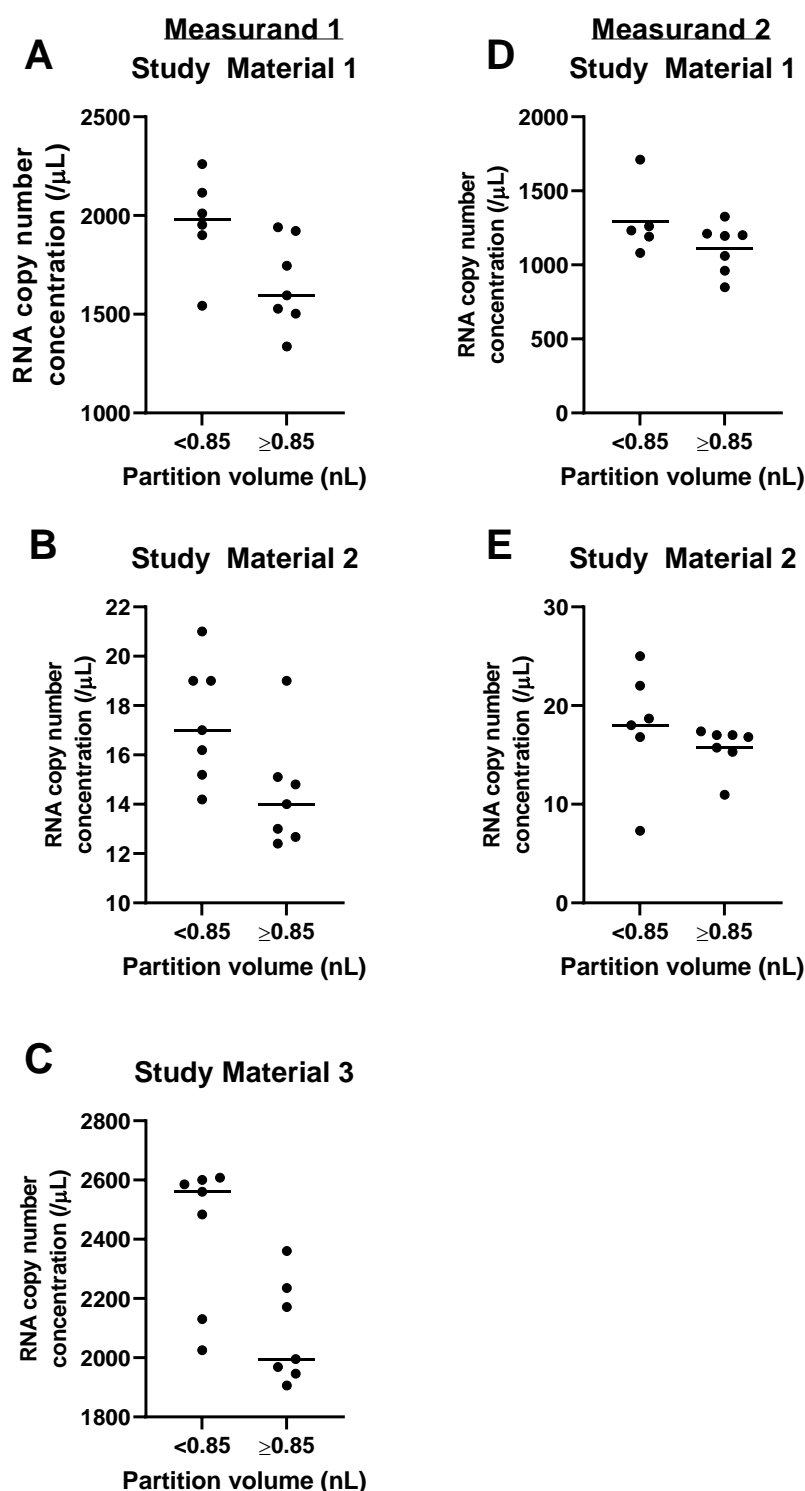 Measurand 1
A
Study Material 1
2500
2000
1500
1000
RNA copy number
concentration (/μL)
<0.85 ≥0.85
Partition volume (nL)
Measurand 2
D
Study Material 1
2000
1500
1000
500
0
RNA copy number
concentration (/μL)
<0.85 ≥0.85
Partition volume (nL)
B
Study Material 2
22
20
18
16
14
12
10
RNA copy number
concentration (/μL)
<0.85 ≥0.85
Partition volume (nL)
E
Study Material 2
30
20
10
0
RNA copy number
concentration (/μL)
<0.85 ≥0.85
Partition volume (nL)
C
Study Material 3
2800
2600
2400
2200
2000
1800
RNA copy number
concentration (/μL)
<0.85 ≥0.85
Partition volume (nL)